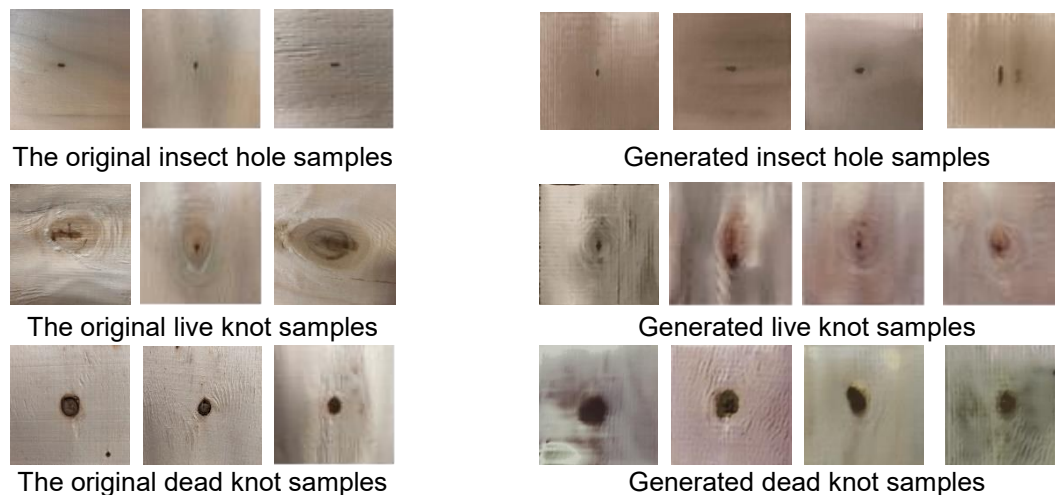 The original insect hole samples
Generated insect hole samples
The original live knot samples
Generated live knot samples
The original dead knot samples
Generated dead knot samples